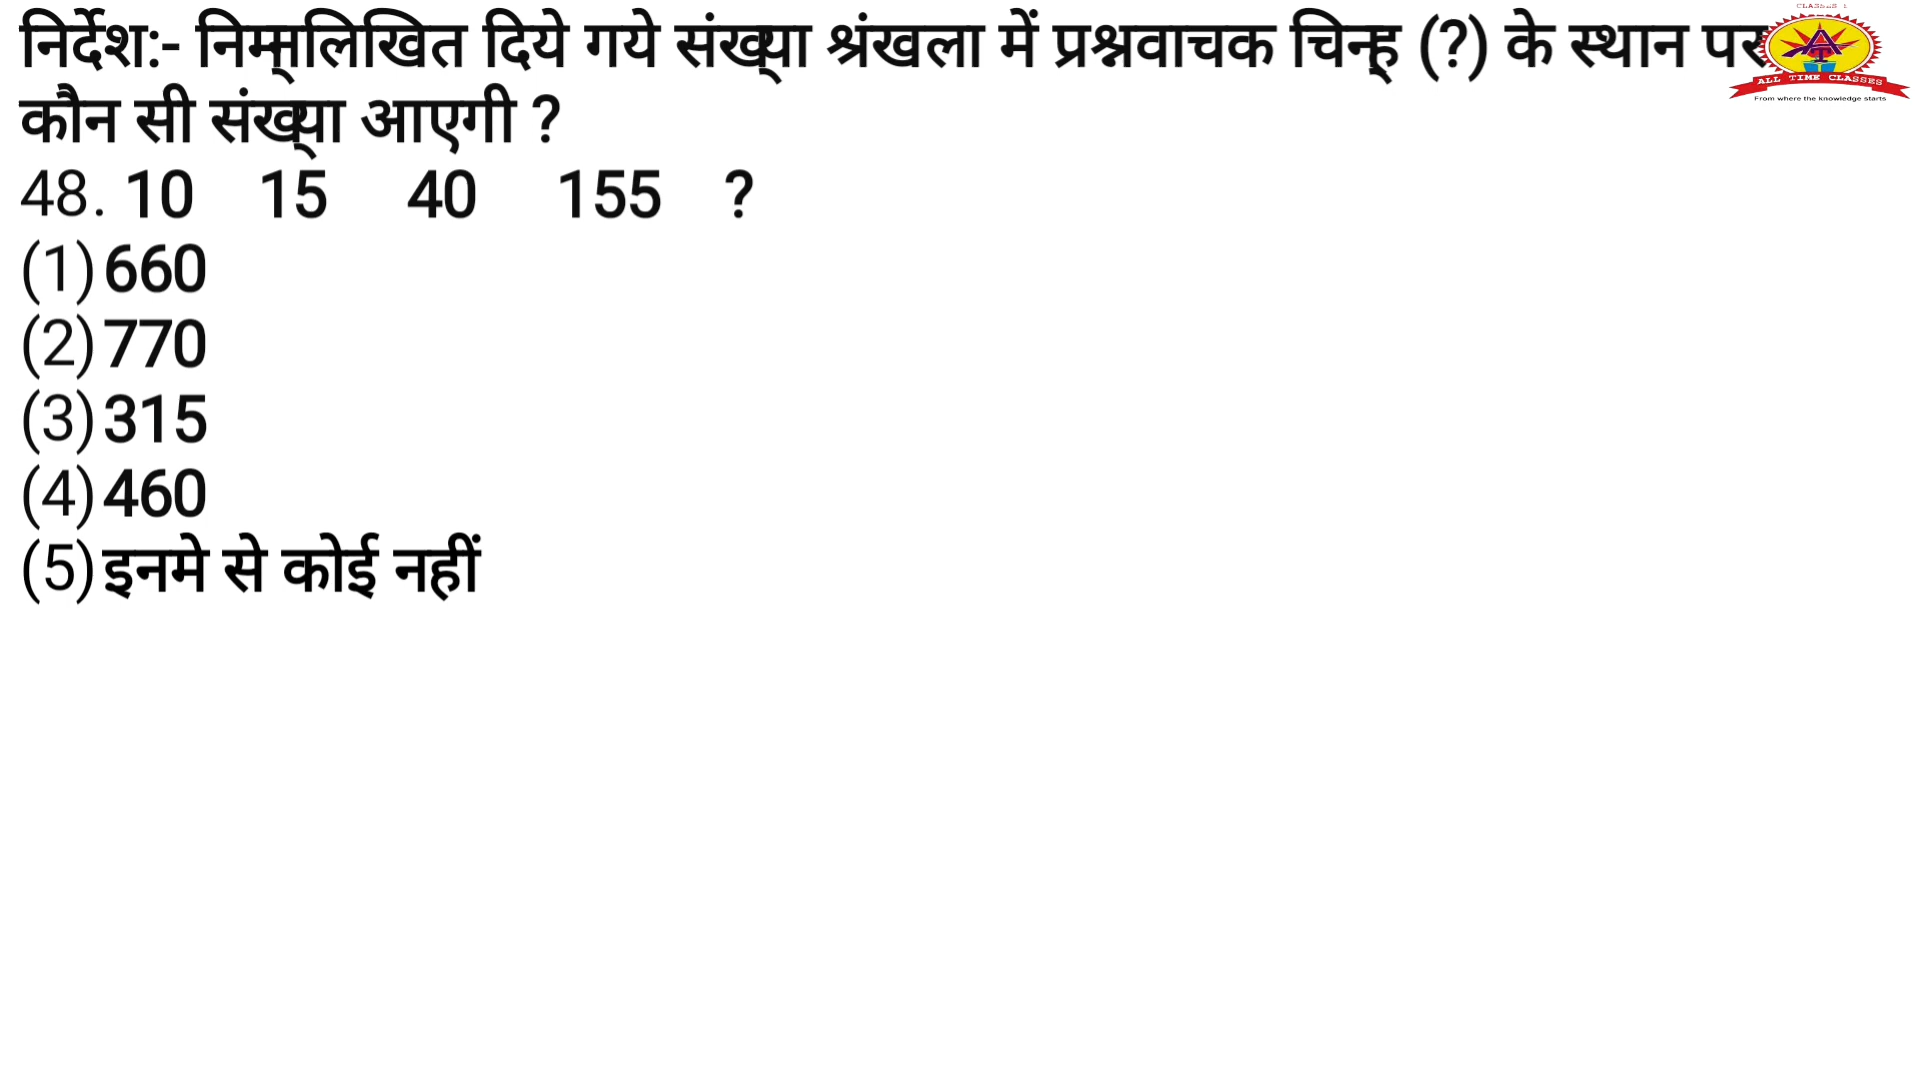 CLASSES
निर्देश:- निम्म्नलिखित दिये गये संख्या श्रंखला में प्रश्नवाचक चिन्ह (?) के स्थान पर
ALL TIME CLASSES
From where the knowledge starts
कौन सी संख्या आएगी ?
48. 10 15 40 155 ?
(1) 660
(2) 770
(3) 315
(4) 460
(5) इनमे से कोई नहीं